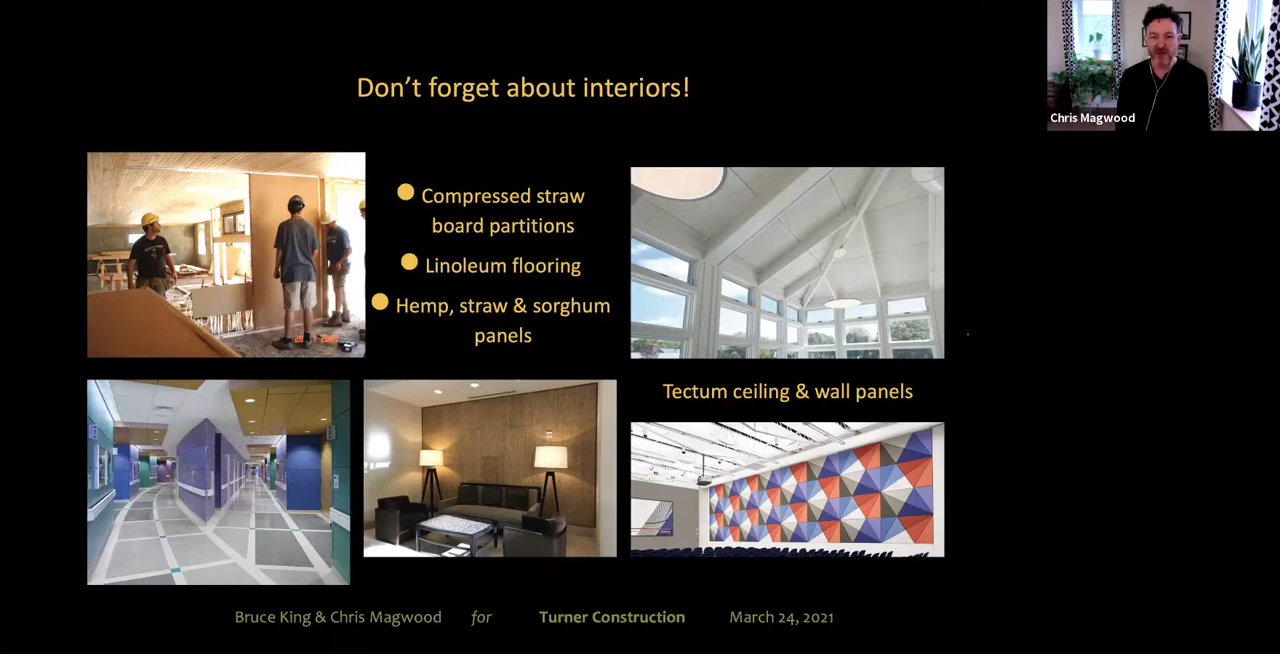 Don't forget about interiors!
Chris Magwood
Compressed straw
board partitions
Linoleum flooring
Hemp, straw & sorghum
panels
Tectum ceiling & wall panels
Bruce King & Chris Magwood for Turner Construction March 24, 2021